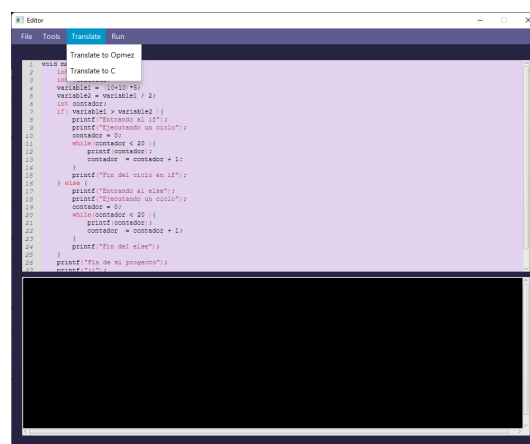 Editor
File Tools Translate Run
Translate to Opmez
Translate to C
1 void ma
2 int
3 int variable2;
4 variable1 = (10+10)*5;
5 variable2 = variable1 / 2;
6 int contador;
7 if( variable1 > variable2 ){
8 printf("Entrando al if");
9 printf("Ejecutando un ciclo");
10 contador = 0;
11 while(contador < 20 ){
12 printf(contador);
13 contador = contador + 1;
14 }
15 printf("Fin del ciclo en if");
16 } else {
17 printf("Entrando al else");
18 printf("Ejecutando un ciclo");
19 contador = 0;
20 while(contador < 20 ){
21 printf(contador);
22 contador = contador + 1;
23 }
24 printf("Fin del else");
25 }
26 printf("Fin de mi proyecto");
27 printf(":)");